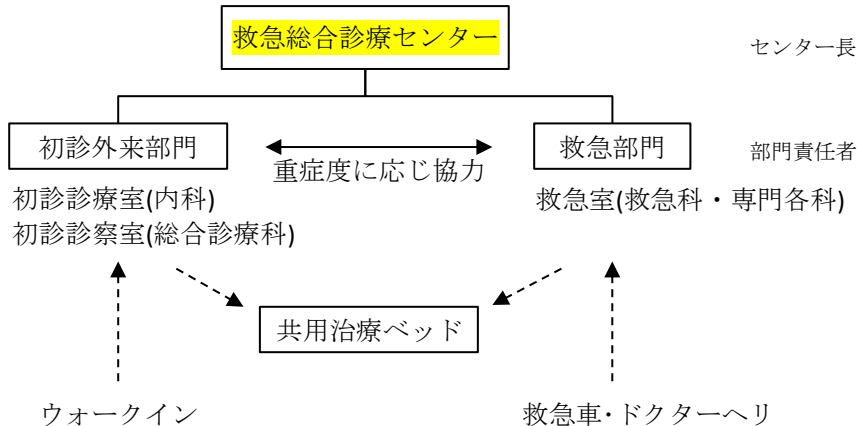 救急総合診療センター
センター長
初診外来部門
救急部門
部門責任者
重症度に応じ協力
初診診療室(内科)
初診診察室(総合診療科)
救急室(救急科・専門各科)
共用治療ベッド
ウォークイン
救急車・ドクターヘリ